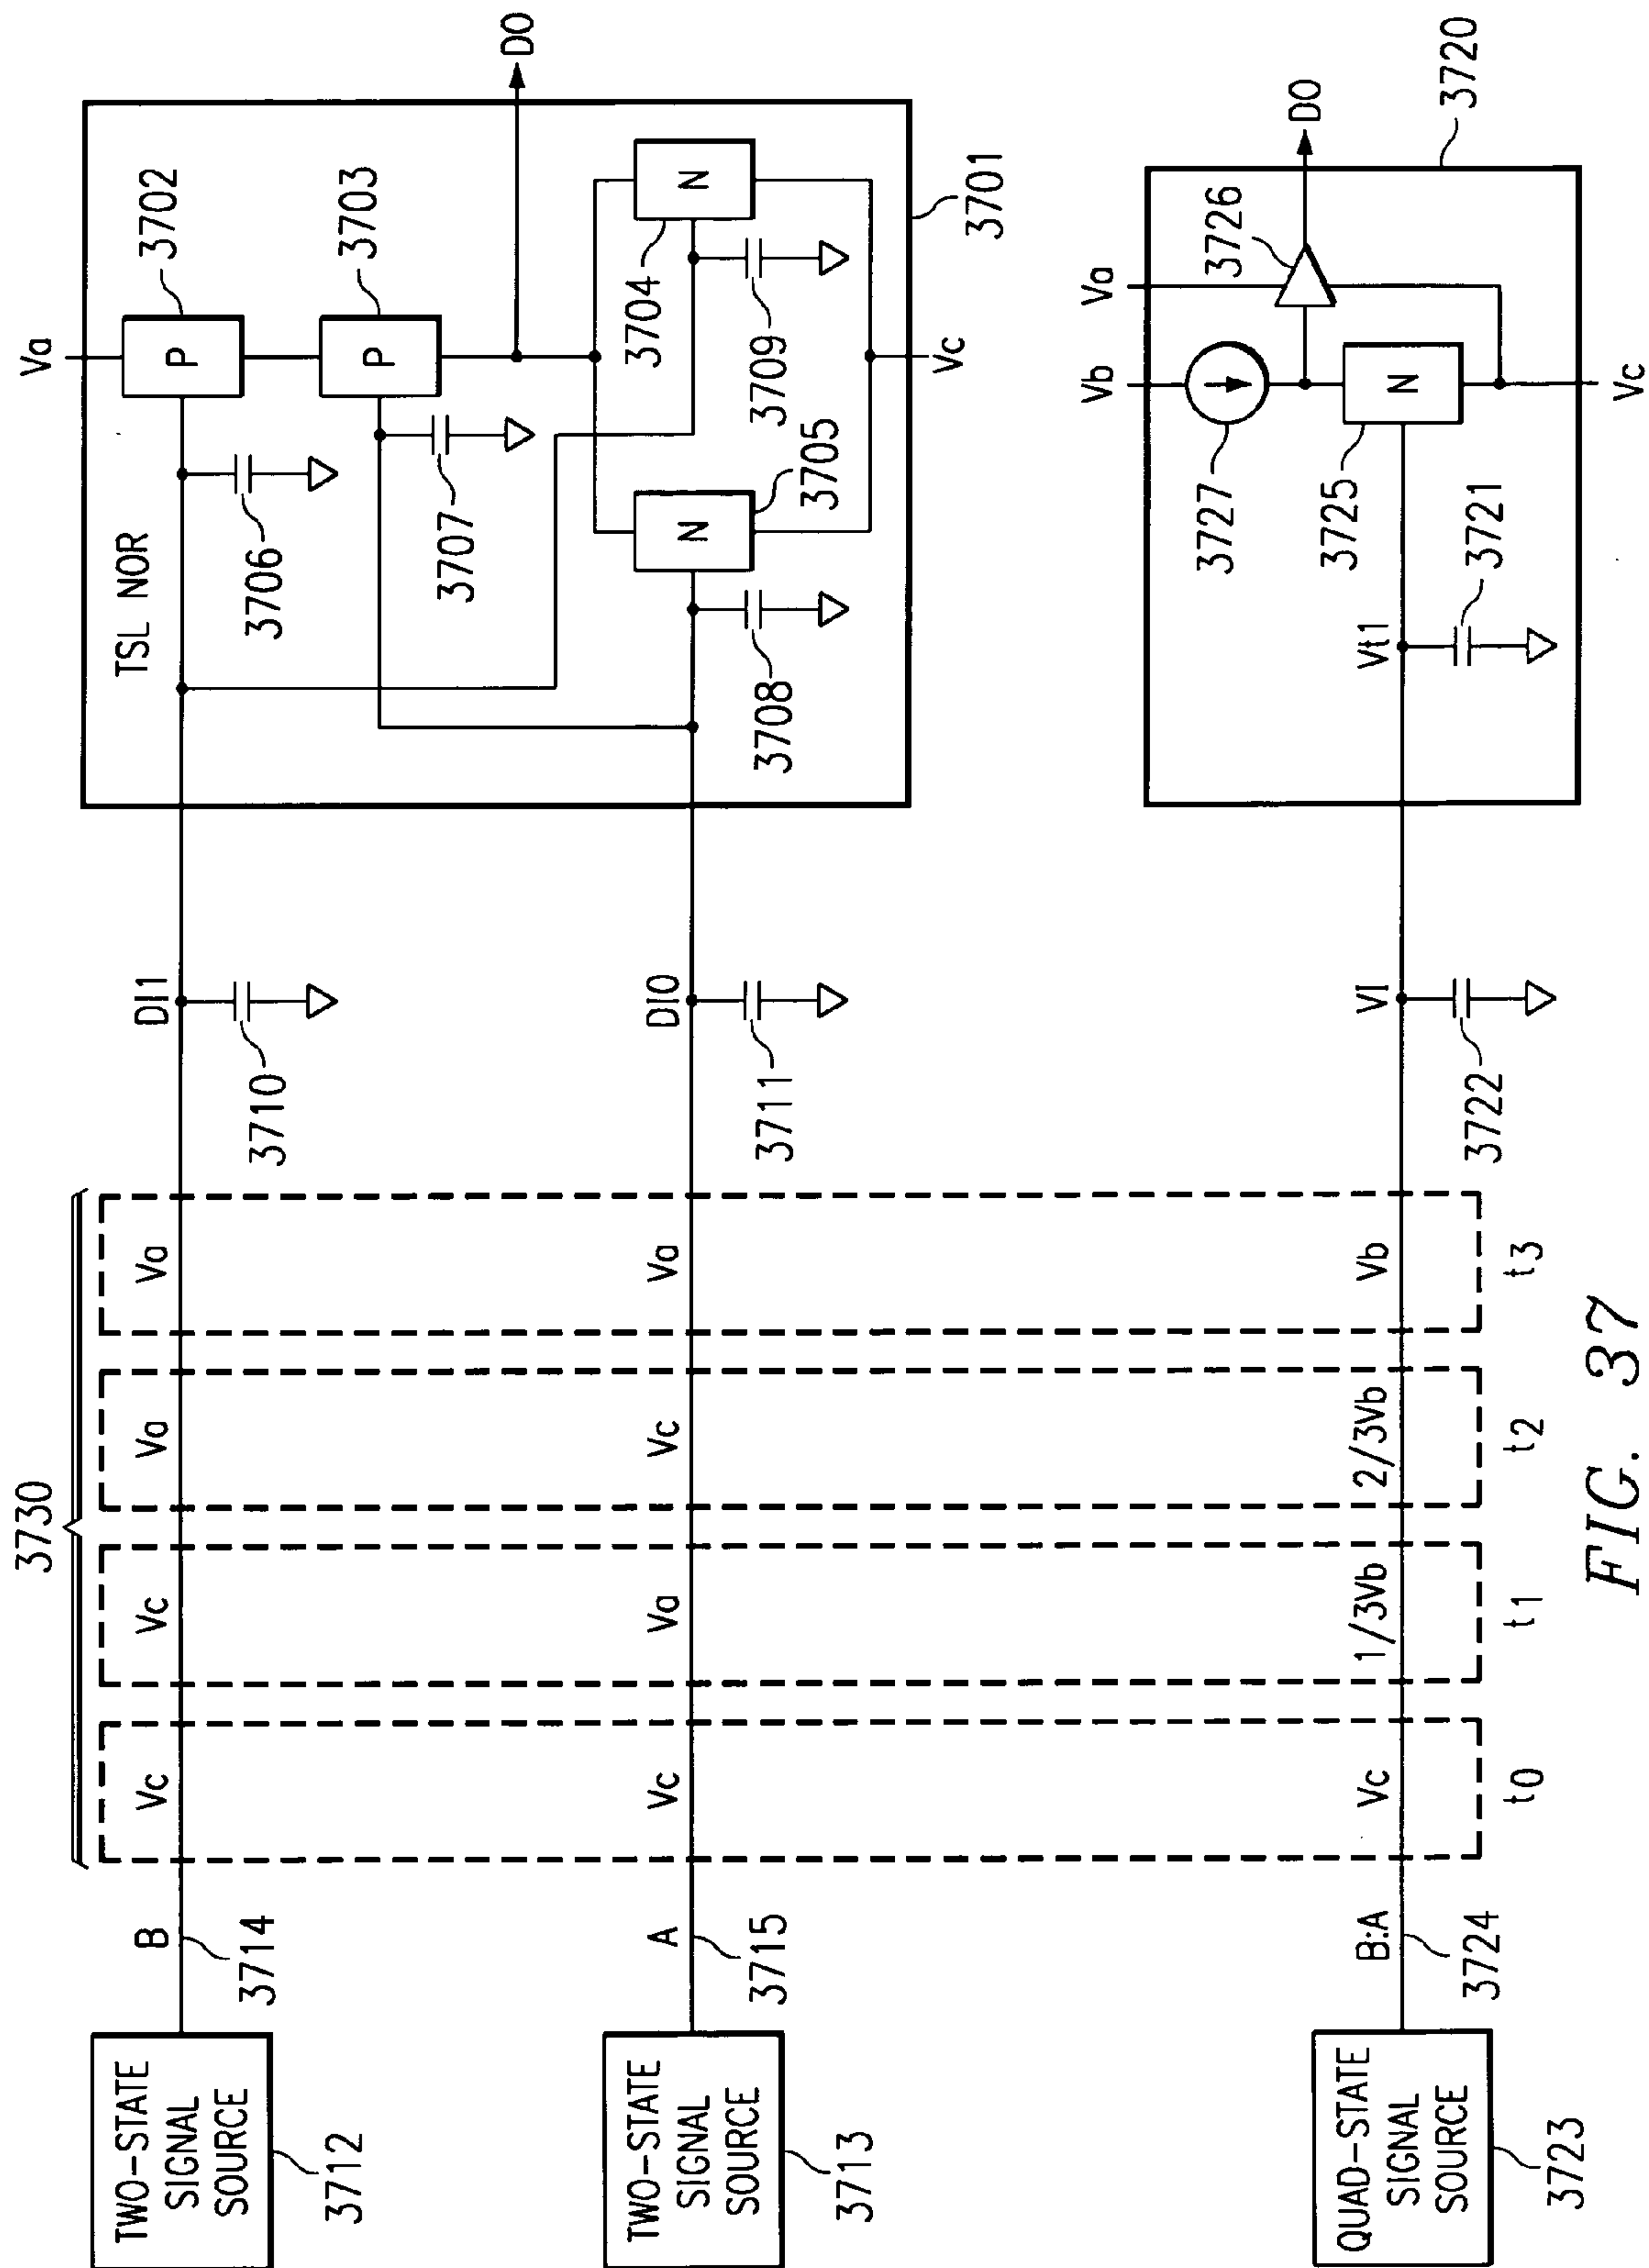 3730
TWO-STATE
SIGNAL
SOURCE
3712
B
3714
Vc
Vc
Va
Va
DI1
3710
TSL NOR
Va
P
3702
3706
P
3703
3707
DO
N
3704
3709
N
3705
3708
Vc
3701
TWO-STATE
SIGNAL
SOURCE
3713
A
3715
Vc
Va
Vc
Va
DI0
3711
QUAD-STATE
SIGNAL
SOURCE
3723
B:A
3724
Vc
1/3Vb
2/3Vb
Vb
t0
t1
t2
t3
VI
3722
Vt1
3721
Vb
Va
3727
3726
DO
N
3725
Vc
3720
FIG. 37